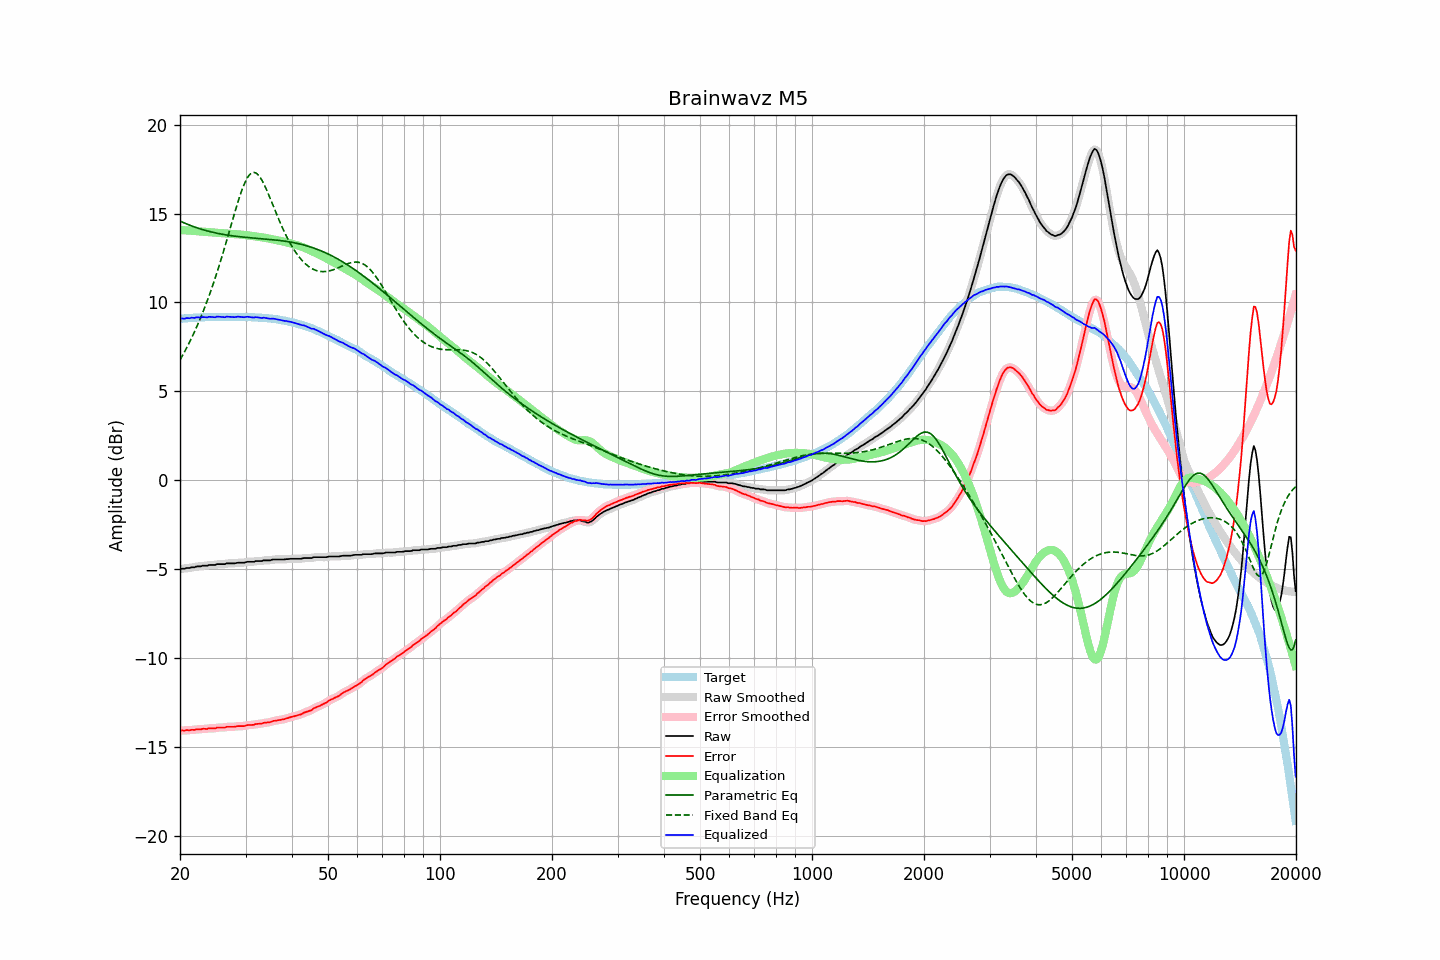 Brainwavz M5
Amplitude (dBr)
20
15
10
5
0
−5
−10
−15
−20
Target
Raw Smoothed
Error Smoothed
Raw
Error
Equalization
Parametric Eq
Fixed Band Eq
Equalized
20 50 100 200 500 1000 2000 5000 10000 20000
Frequency (Hz)